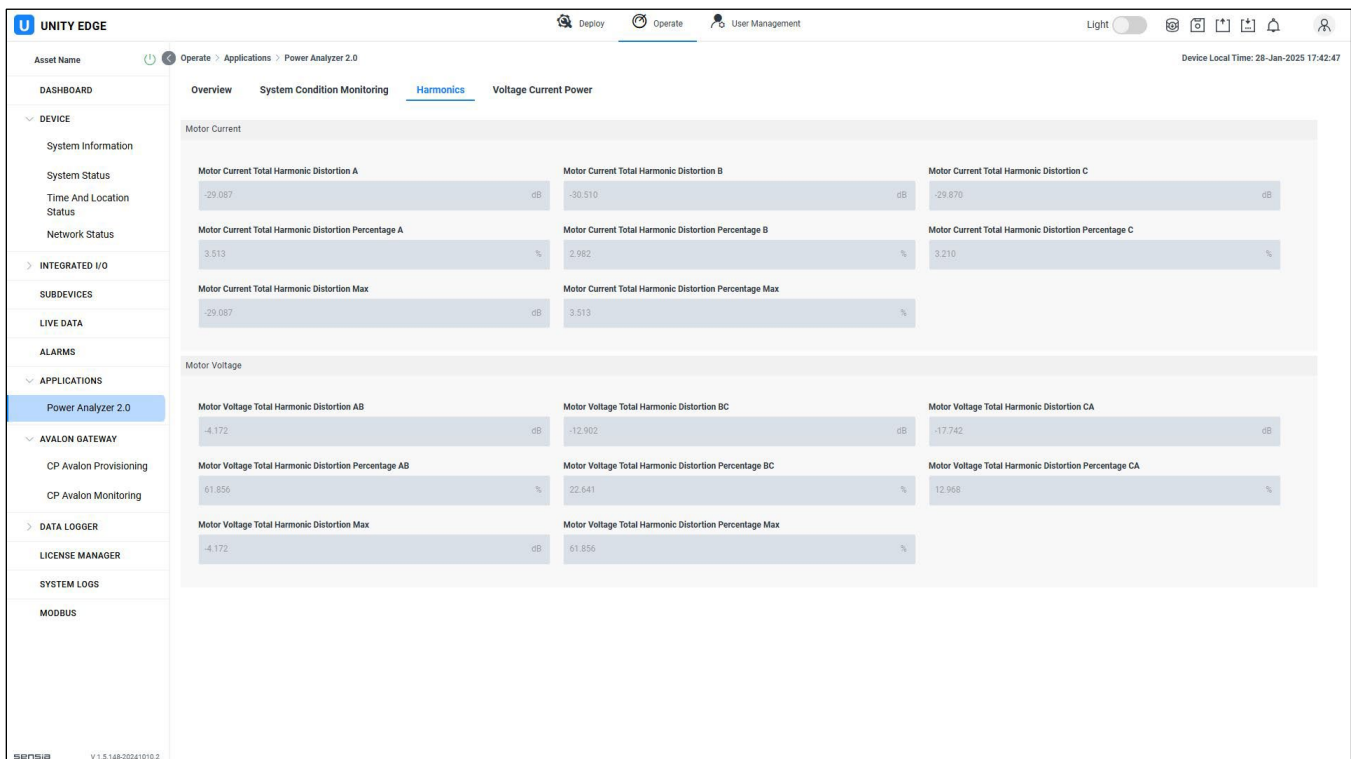 U UNITY EDGE
Deploy
Operate
User Management
Light
Asset Name
Operate > Applications > Power Analyzer 2.0
Device Local Time: 28-Jan-2025 17:42:47
DASHBOARD
DEVICE
System Information
System Status
Time And Location
Status
Network Status
INTEGRATED I/O
SUBDEVICES
LIVE DATA
ALARMS
APPLICATIONS
Power Analyzer 2.0
AVALON GATEWAY
CP Avalon Provisioning
CP Avalon Monitoring
DATA LOGGER
LICENSE MANAGER
SYSTEM LOGS
MODBUS
sensia V 1.5.148-20241010.2
Overview System Condition Monitoring Harmonics Voltage Current Power
Motor Current
Motor Current Total Harmonic Distortion A
-29.087 dB
Motor Current Total Harmonic Distortion B
-30.510 dB
Motor Current Total Harmonic Distortion C
-29.870 dB
Motor Current Total Harmonic Distortion Percentage A
3.513 %
Motor Current Total Harmonic Distortion Percentage B
2.982 %
Motor Current Total Harmonic Distortion Percentage C
3.210 %
Motor Current Total Harmonic Distortion Max
-29.087 dB
Motor Current Total Harmonic Distortion Percentage Max
3.513 %
Motor Voltage
Motor Voltage Total Harmonic Distortion AB
-4.172 dB
Motor Voltage Total Harmonic Distortion BC
-12.902 dB
Motor Voltage Total Harmonic Distortion CA
-17.742 dB
Motor Voltage Total Harmonic Distortion Percentage AB
61.856 %
Motor Voltage Total Harmonic Distortion Percentage BC
22.641 %
Motor Voltage Total Harmonic Distortion Percentage CA
12.968 %
Motor Voltage Total Harmonic Distortion Max
-4.172 dB
Motor Voltage Total Harmonic Distortion Percentage Max
61.856 %